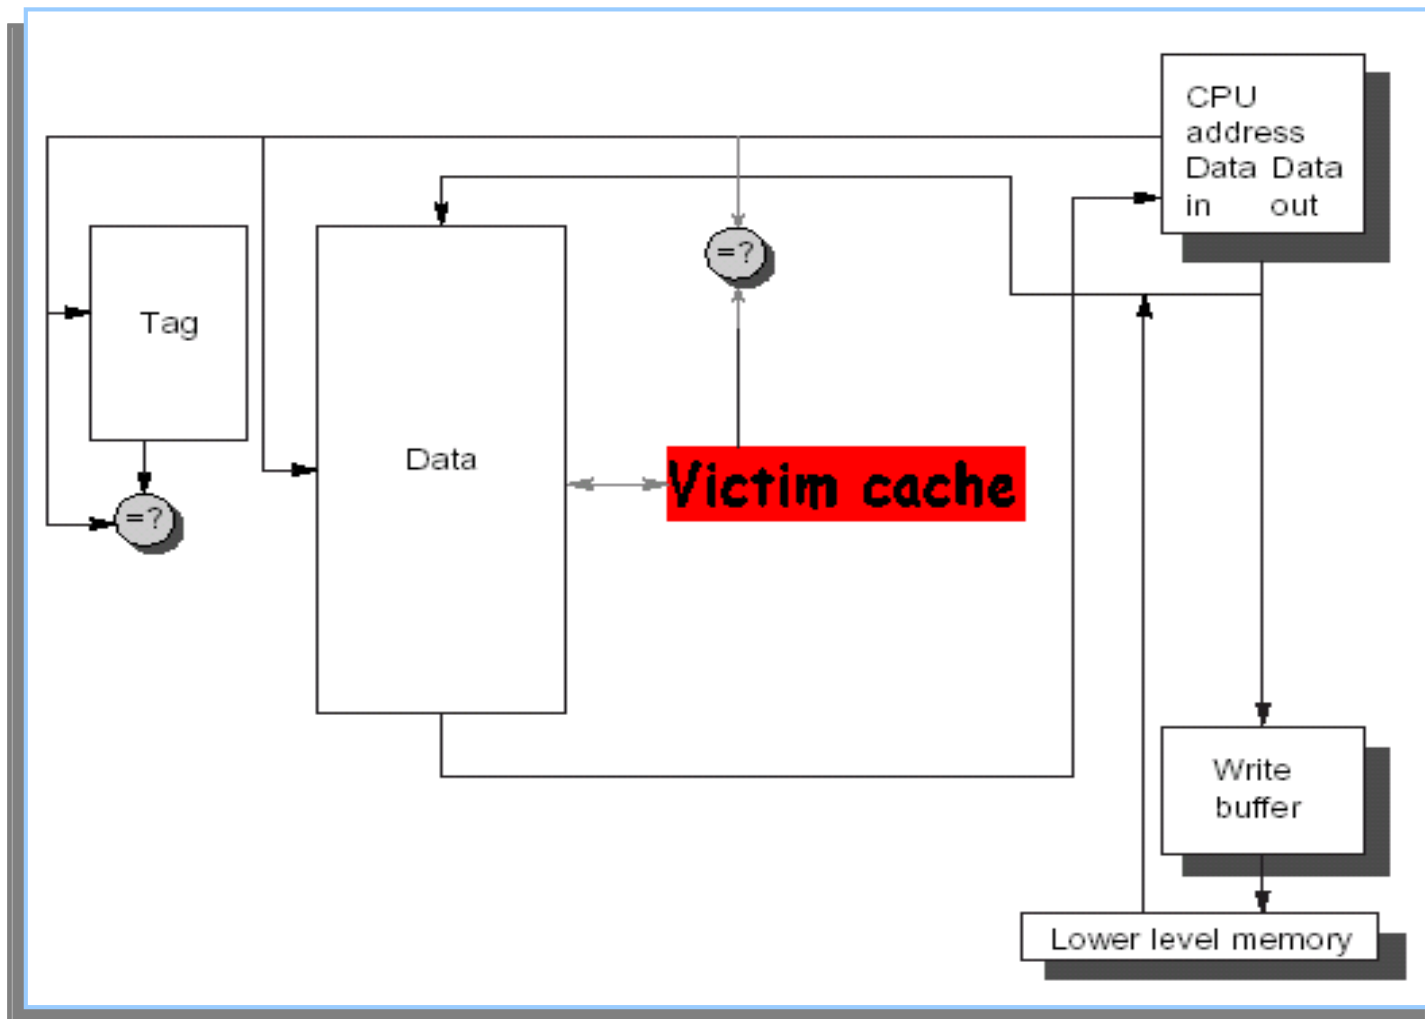 CPU
address
Data Data
in out
=?
Tag
Data
Victim cache
=?
Write
buffer
Lower level memory